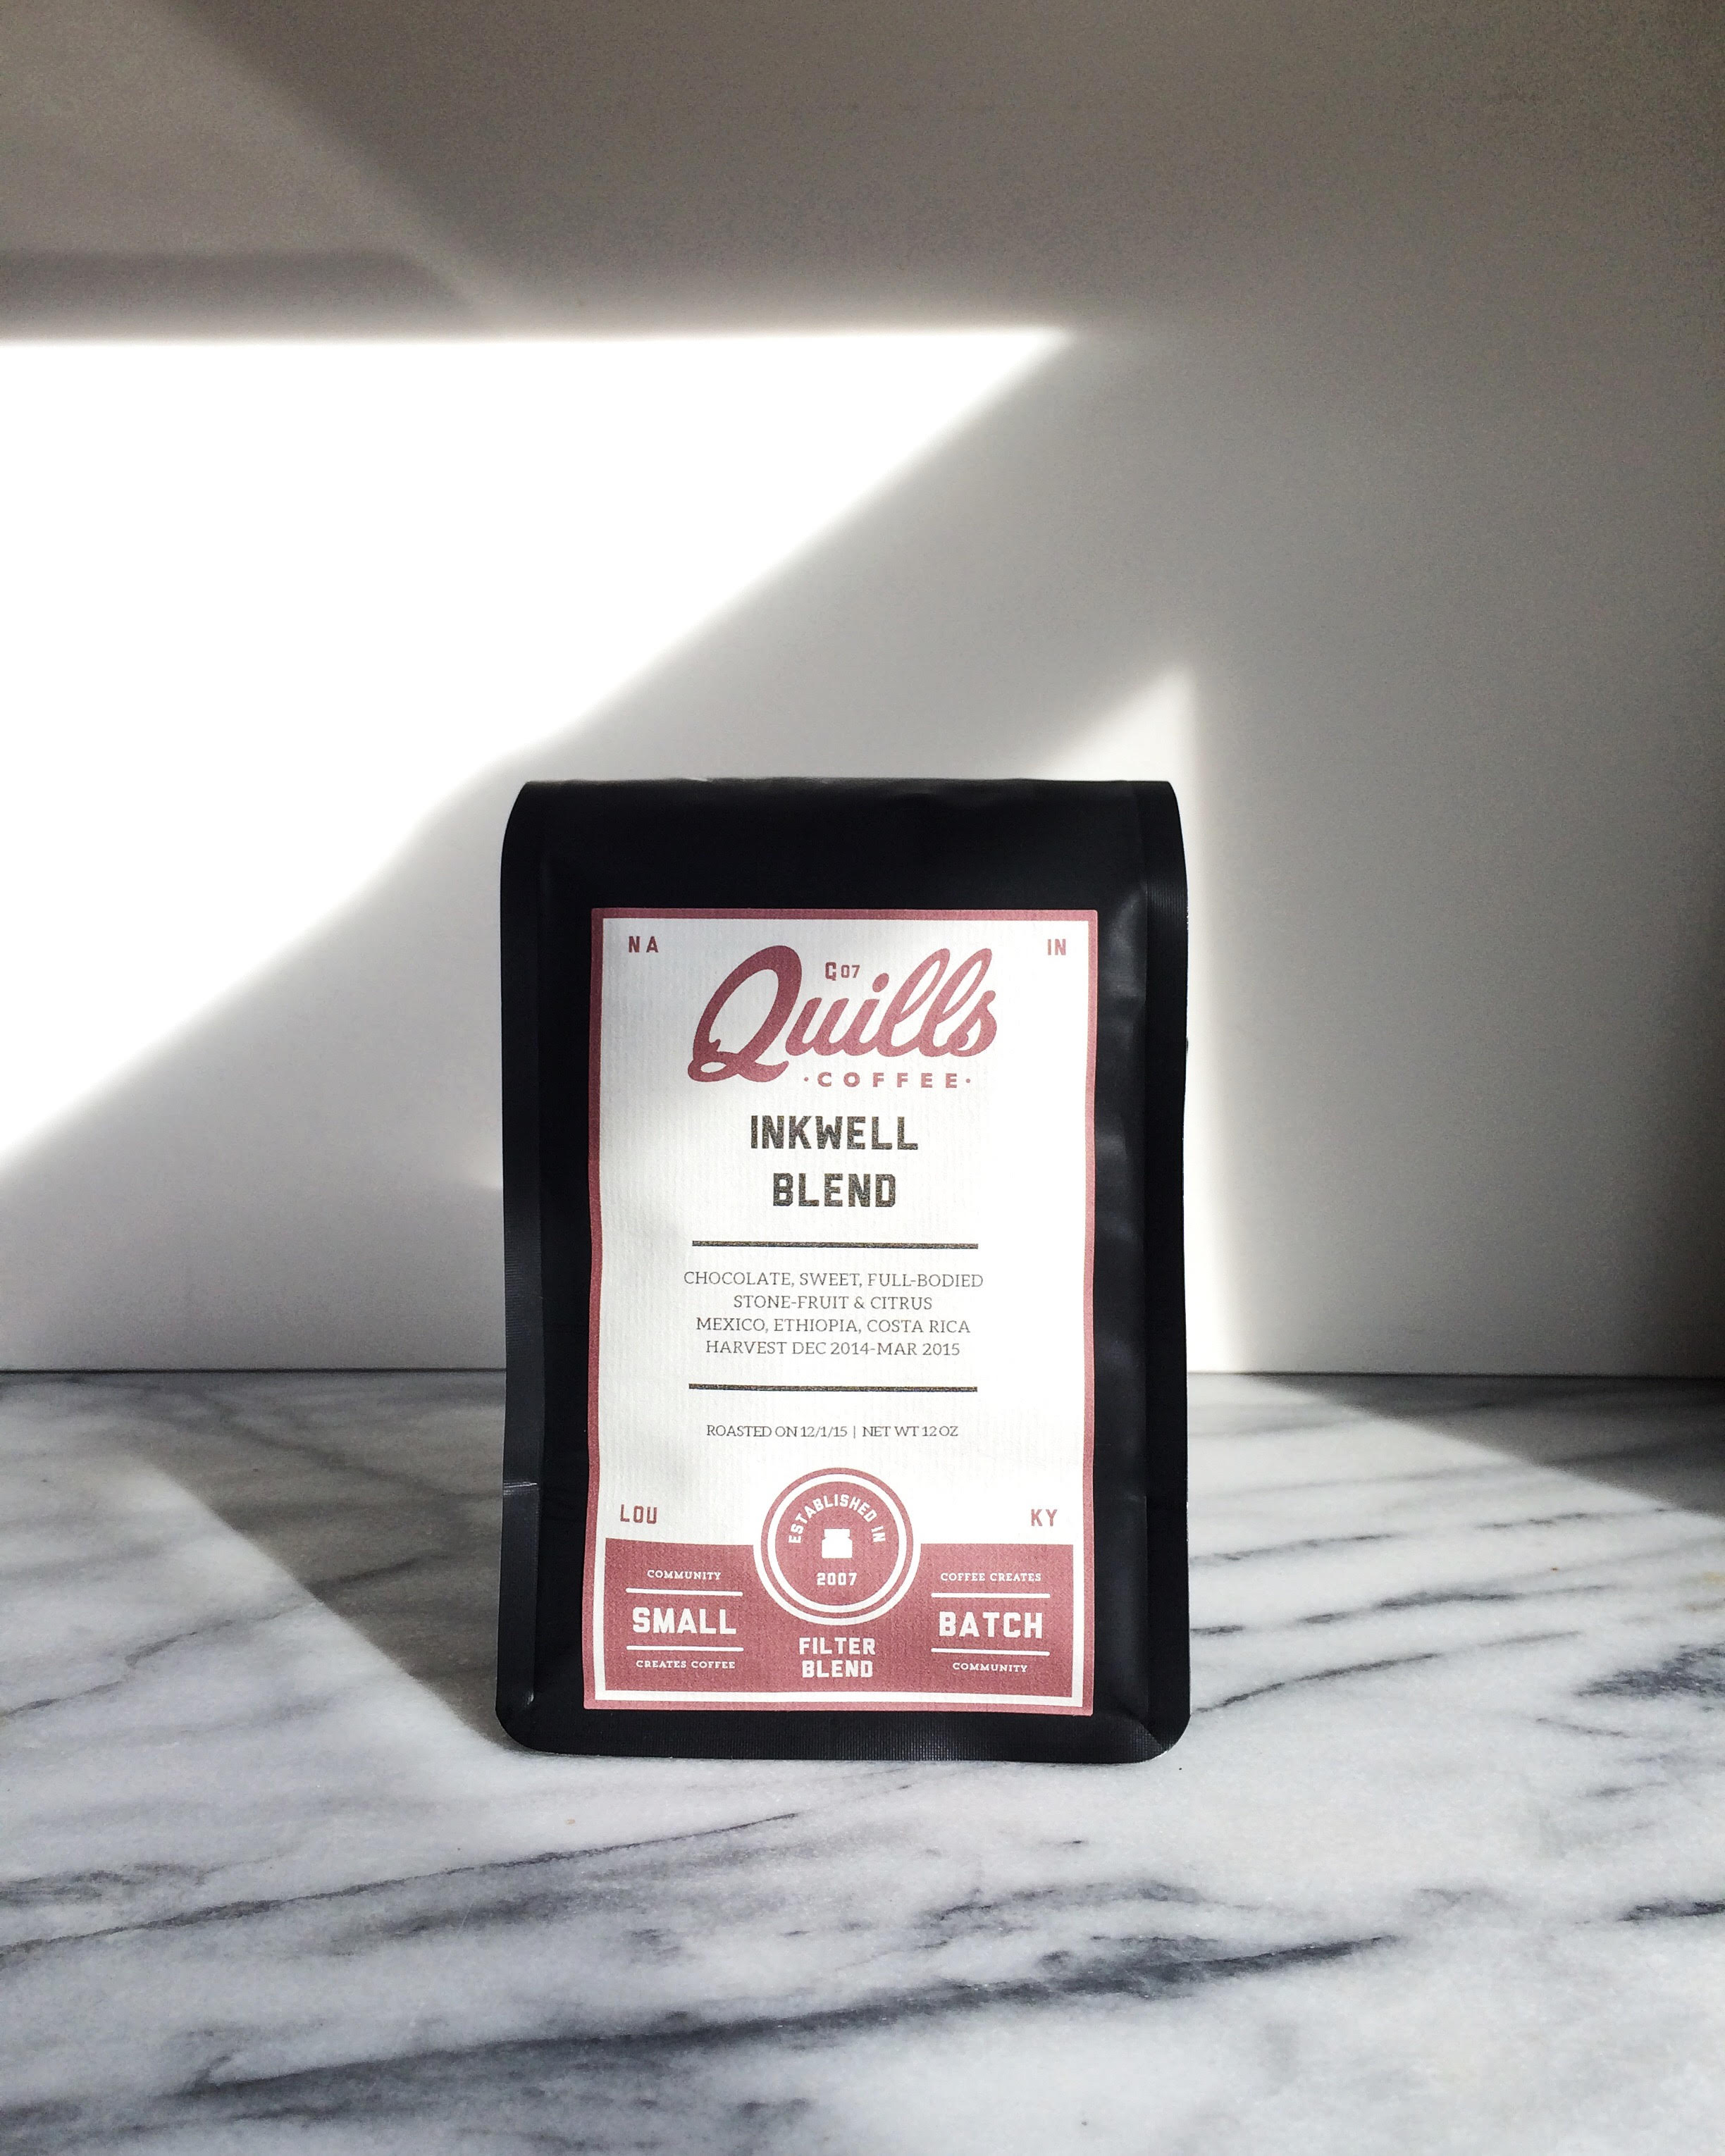 NA
IN
G07
Quills
·COFFEE·
INKWELL
BLEND
CHOCOLATE, SWEET, FULL-BODIED
STONE-FRUIT & CITRUS
MEXICO, ETHIOPIA, COSTA RICA
HARVEST DEC 2014-MAR 2015
ROASTED ON 12/1/15 | NET WT 12 OZ
LOU
KY
ESTABLISHED IN
2007
COMMUNITY
SMALL
CREATES COFFEE
FILTER
BLEND
COFFEE CREATES
BATCH
COMMUNITY